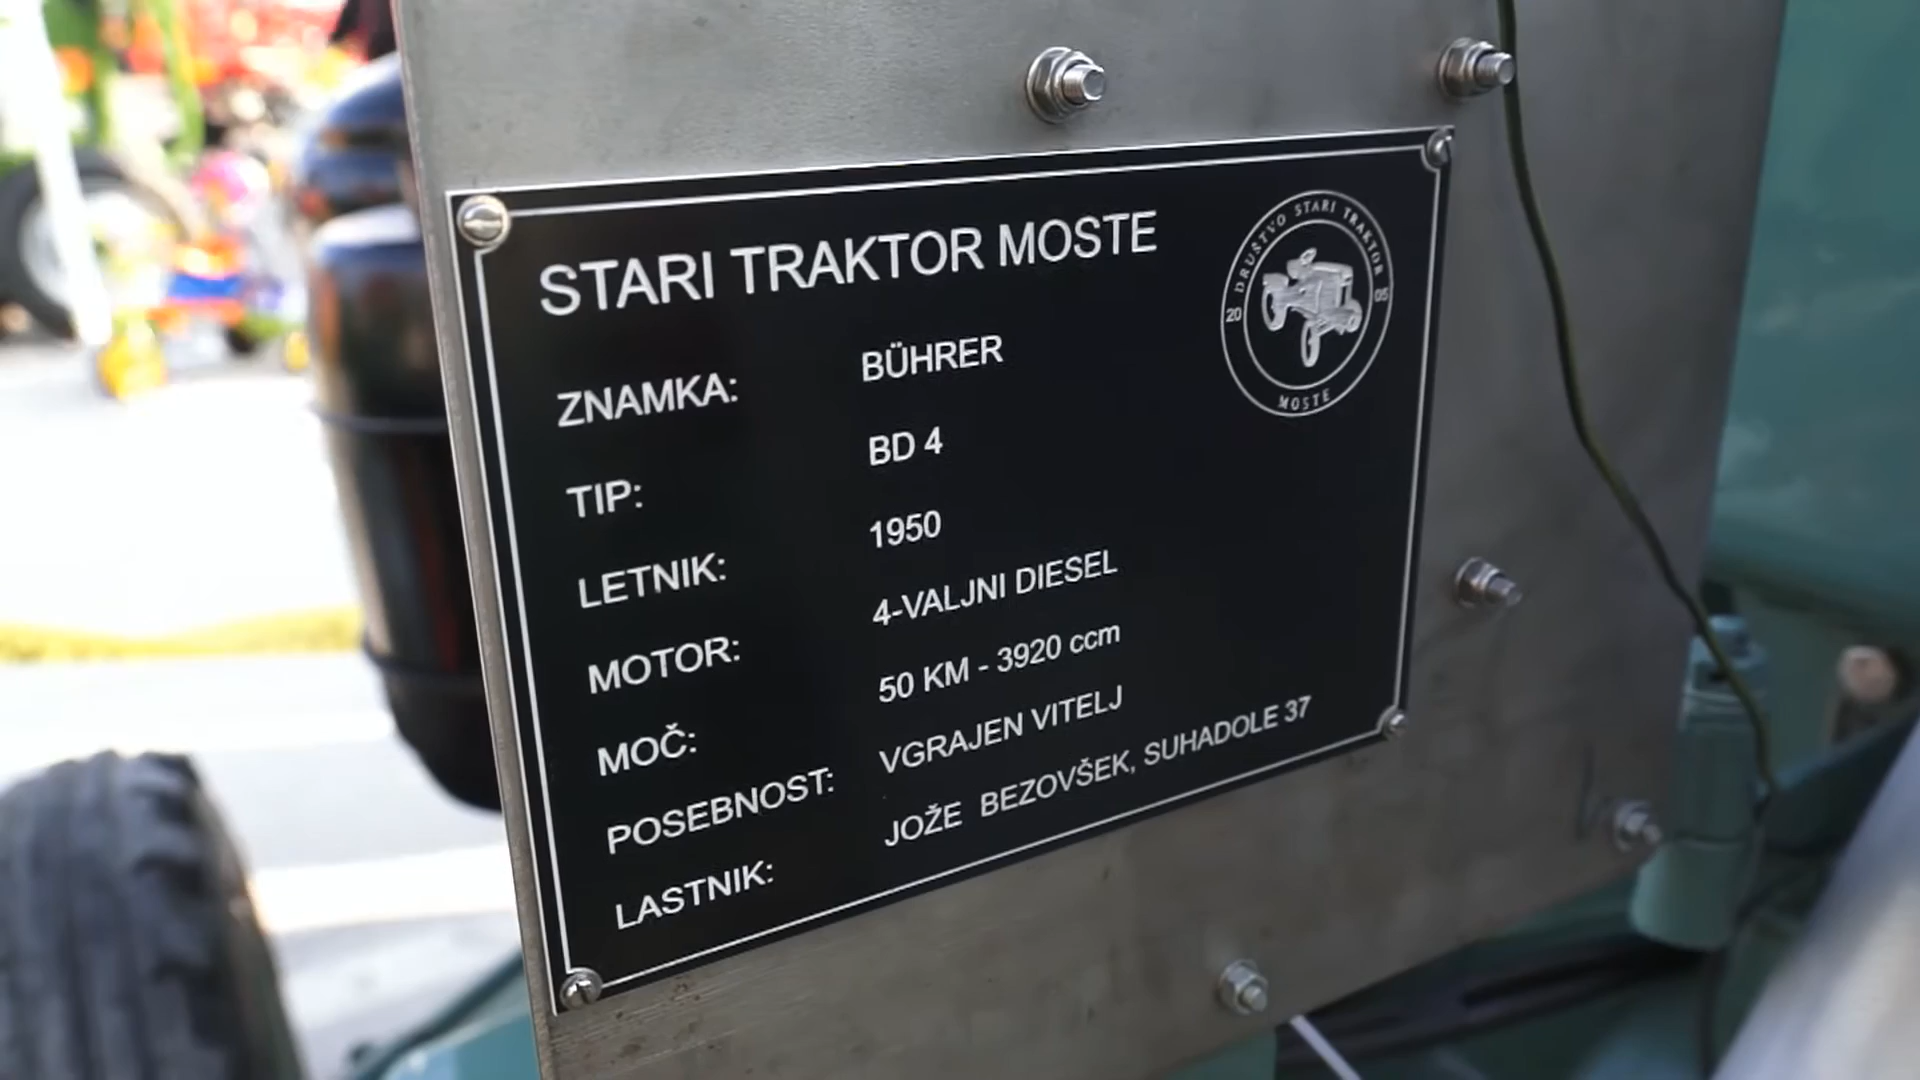 STARI TRAKTOR MOSTE
DRUŠTVO STARI TRAKTOR
20 05
MOSTE
ZNAMKA: BÜHRER
TIP: BD 4
LETNIK: 1950
MOTOR: 4-VALJNI DIESEL
MOČ: 50 KM - 3920 ccm
POSEBNOST: VGRAJEN VITELJ
LASTNIK: JOŽE BEZOVŠEK, SUHADOLE 37